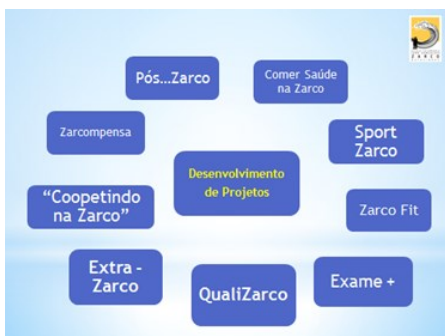 Pós...Zarco
Comer Saúde
na Zarco
Zarcompensa
Sport
Zarco
Desenvolvimento
de Projetos
“Coopetindo
na Zarco”
Zarco Fit
Extra -
Zarco
QualiZarco
Exame +
ZARCO